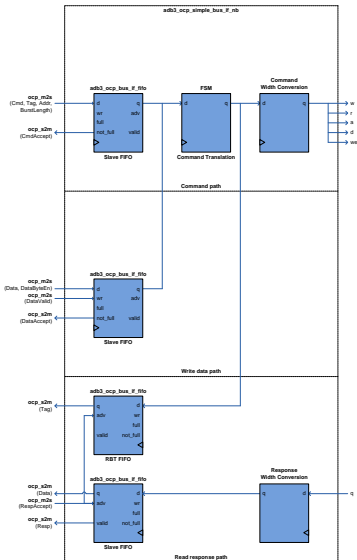 adb3_ocp_simple_bus_if_nb
adb3_ocp_bus_if_fifo
FSM
Command
Width Conversion
ocp_m2s
(Cmd, Tag, Addr,
BurstLength)
d
q
wr
adv
full
not_full
valid
d
q
d
q
w
r
a
d
we
ocp_s2m
(CmdAccept)
Slave FIFO
Command Translation
Command path
adb3_ocp_bus_if_fifo
ocp_m2s
(Data, DataByteEn)
ocp_m2s
(DataValid)
ocp_s2m
(DataAccept)
d
q
wr
adv
full
not_full
valid
Slave FIFO
Write data path
adb3_ocp_bus_if_fifo
ocp_s2m
(Tag)
q
d
adv
wr
full
valid
not_full
RBT FIFO
adb3_ocp_bus_if_fifo
Response
Width Conversion
ocp_s2m
(Data)
ocp_m2s
(RespAccept)
ocp_s2m
(Resp)
q
d
adv
wr
full
valid
not_full
q
d
q
Slave FIFO
Read response path